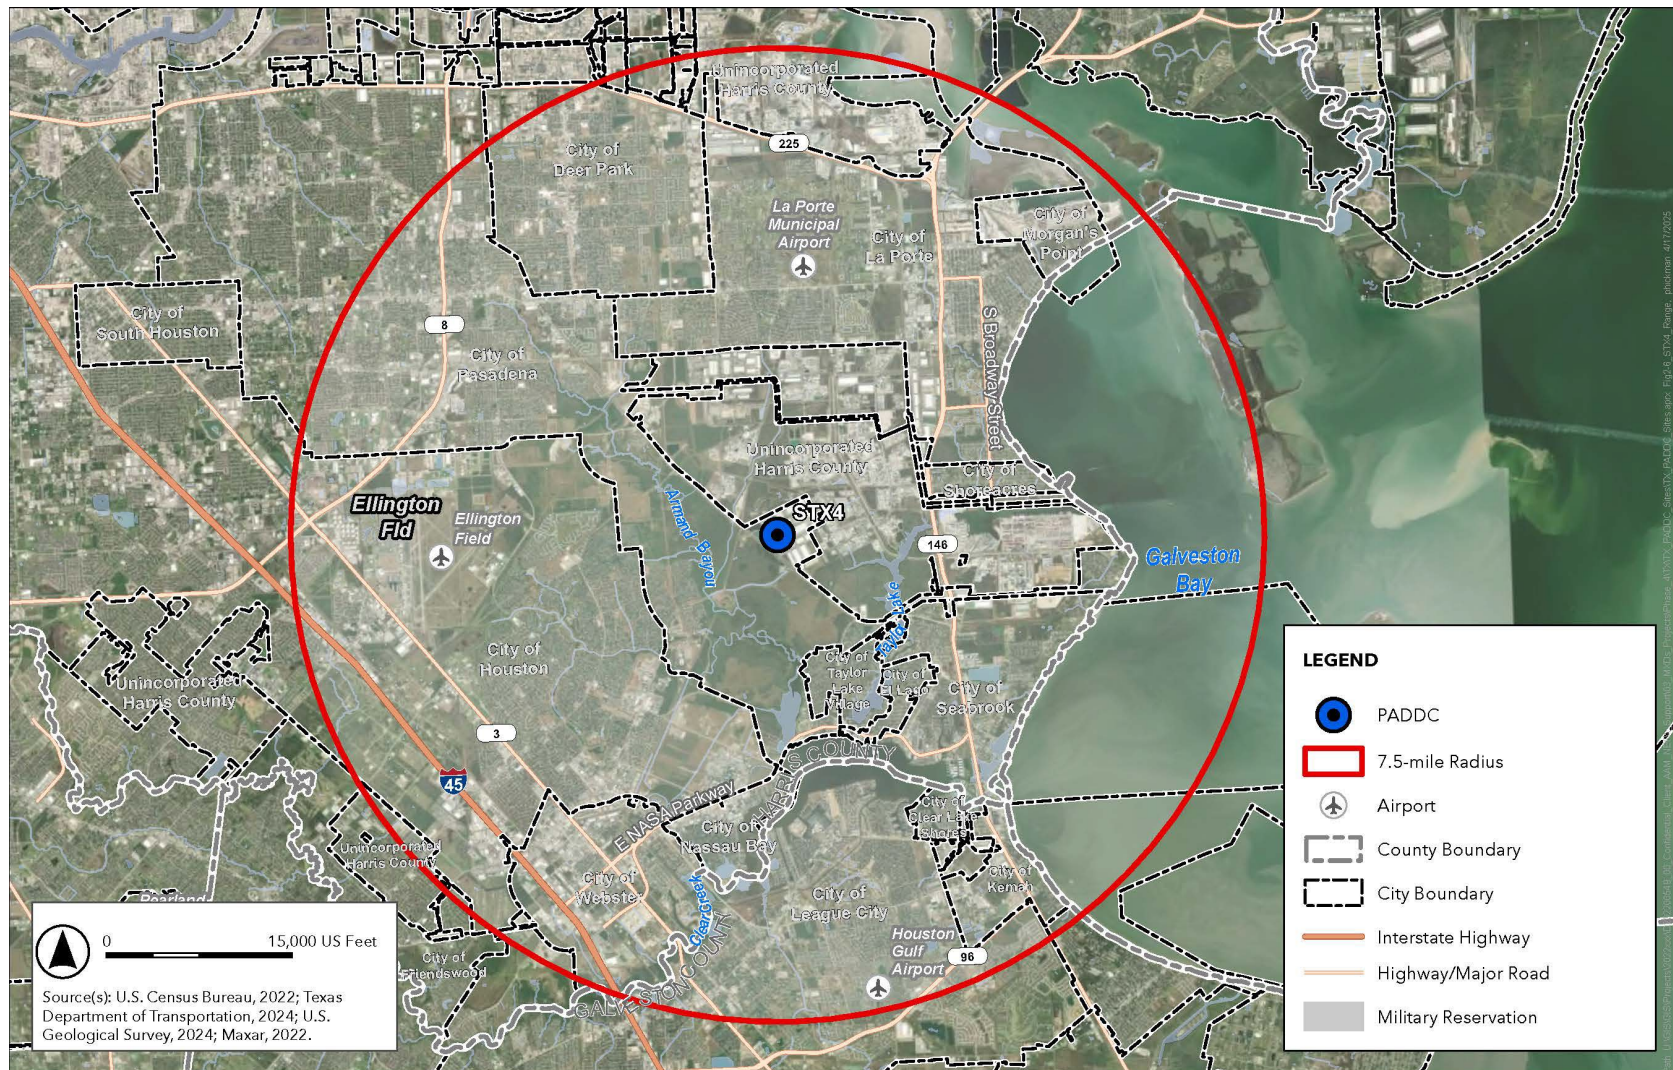 Unincorporated
Harris County
225
City of
Deer Park
La Porte
Municipal
Airport
City of
La Porte
City of
Morgan's
Point
City of
South Houston
8
City of
Pasadena
S Broadway Street
Unincorporated
Harris County
City of
Shoreacres
Ellington
Fld
Ellington
Field
Armand Bayou
STX4
146
Galveston
Bay
Taylor Lake
City of
Houston
City of
Taylor
Lake
Village
City of
El Lago
City of
Seabrook
Unincorporated
Harris County
3
45
HARRIS COUNTY
E NASA Parkway
City of
Nassau Bay
City of
Clear Lake
Shores
Unincorporated
Harris County
City of
Kemah
City of
Webster
City of
League City
Clear Creek
GALVESTON COUNTY
Houston
Gulf
Airport
96
Pearland
City of
Friendswood
0 15,000 US Feet
Source(s): U.S. Census Bureau, 2022; Texas
Department of Transportation, 2024; U.S.
Geological Survey, 2024; Maxar, 2022.
LEGEND
PADDC
7.5-mile Radius
Airport
County Boundary
City Boundary
Interstate Highway
Highway/Major Road
Military Reservation